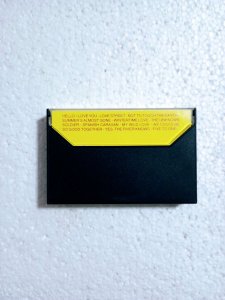 HELLO, I LOVE YOU · LOVE STREET · NOT TO TOUCH THE EARTH
SUMMER'S ALMOST GONE · WINTERTIME LOVE · THE UNKNOWN
SOLDIER · SPANISH CARAVAN · MY WILD LOVE · WE COULD BE
SO GOOD TOGETHER · YES, THE RIVER KNOWS · FIVE TO ONE